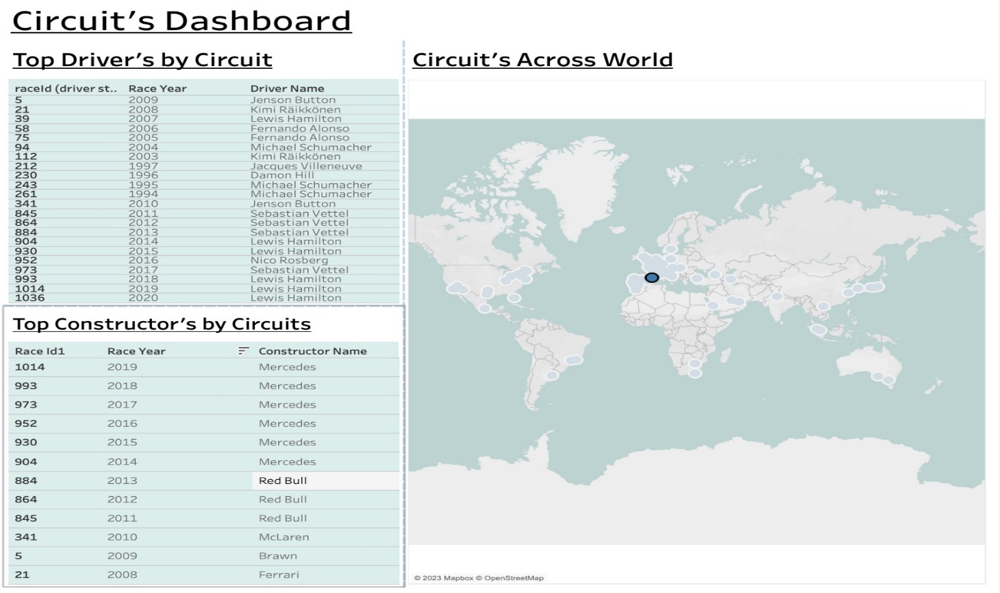 Circuit's Dashboard
Top Driver's by Circuit
raceId (driver st.. Race Year Driver Name
5 2009 Jenson Button
21 2008 Kimi Räikkönen
39 2007 Lewis Hamilton
58 2006 Fernando Alonso
75 2005 Fernando Alonso
94 2004 Michael Schumacher
112 2003 Kimi Räikkönen
212 1997 Jacques Villeneuve
230 1996 Damon Hill
243 1995 Michael Schumacher
261 1994 Michael Schumacher
341 2010 Jenson Button
845 2011 Sebastian Vettel
864 2012 Sebastian Vettel
884 2013 Sebastian Vettel
904 2014 Lewis Hamilton
930 2015 Lewis Hamilton
952 2016 Nico Rosberg
973 2017 Sebastian Vettel
993 2018 Lewis Hamilton
1014 2019 Lewis Hamilton
1036 2020 Lewis Hamilton
Top Constructor's by Circuits
Race Id1 Race Year Constructor Name
1014 2019 Mercedes
993 2018 Mercedes
973 2017 Mercedes
952 2016 Mercedes
930 2015 Mercedes
904 2014 Mercedes
884 2013 Red Bull
864 2012 Red Bull
845 2011 Red Bull
341 2010 McLaren
5 2009 Brawn
21 2008 Ferrari
Circuit's Across World
© 2023 Mapbox © OpenStreetMap